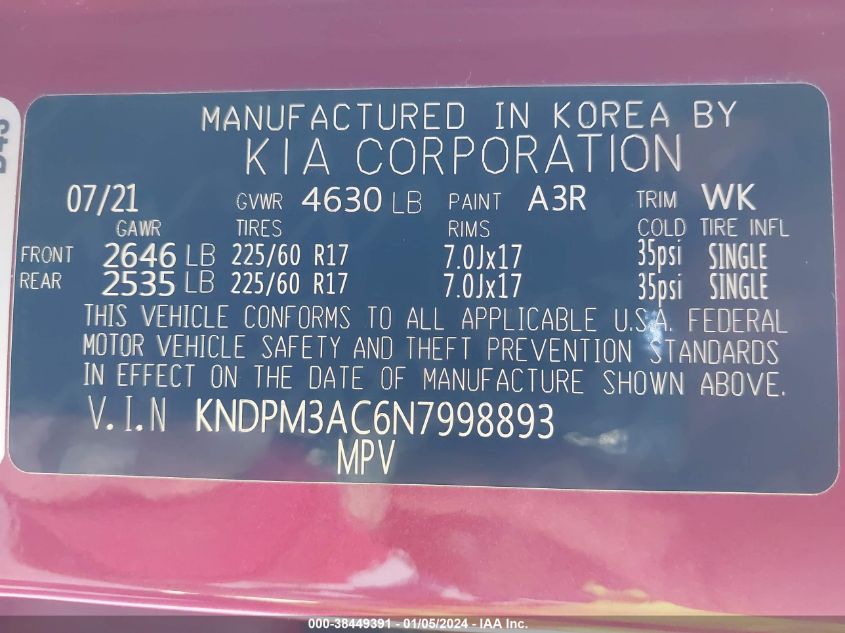 MANUFACTURED IN KOREA BY
KIA CORPORATION
07/21 GVWR 4630 LB PAINT A3R TRIM WK
GAWR TIRES RIMS COLD TIRE INFL
FRONT 2646 LB 225/60 R17 7.0Jx17 35psi SINGLE
REAR 2535 LB 225/60 R17 7.0Jx17 35psi SINGLE
THIS VEHICLE CONFORMS TO ALL APPLICABLE U.S.A. FEDERAL
MOTOR VEHICLE SAFETY AND THEFT PREVENTION STANDARDS
IN EFFECT ON THE DATE OF MANUFACTURE SHOWN ABOVE.
V.I.N KNDPM3AC6N7998893
MPV
000-38449391 - 01/05/2024 - IAA Inc.